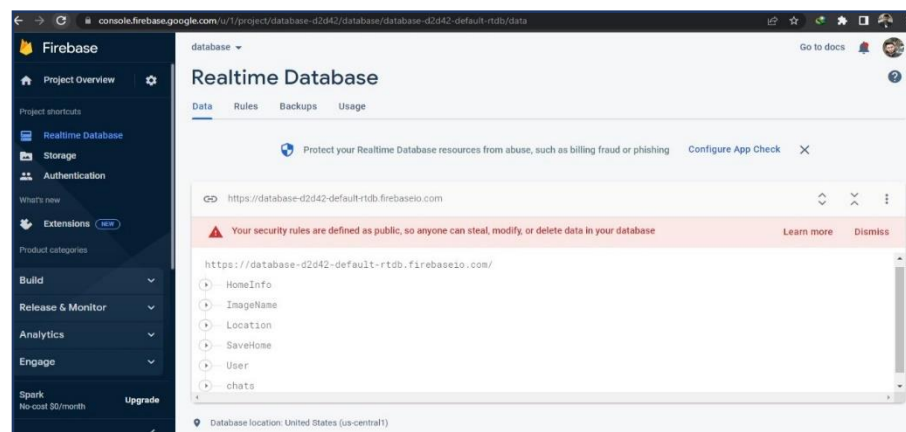 console.firebase.google.com/u/1/project/database-d2d42/database/database-d2d42-default-rtdb/data
Firebase
Project Overview
Project shortcuts
Realtime Database
Storage
Authentication
What's new
Extensions NEW
Product categories
Build
Release & Monitor
Analytics
Engage
Spark
No-cost $0/month
Upgrade
database
Go to docs
Realtime Database
Data Rules Backups Usage
Protect your Realtime Database resources from abuse, such as billing fraud or phishing Configure App Check
https://database-d2d42-default-rtdb.firebaseio.com
Your security rules are defined as public, so anyone can steal, modify, or delete data in your database Learn more Dismiss
https://database-d2d42-default-rtdb.firebaseio.com/
HomeInfo
ImageName
Location
SaveHome
User
chats
Database location: United States (us-central1)